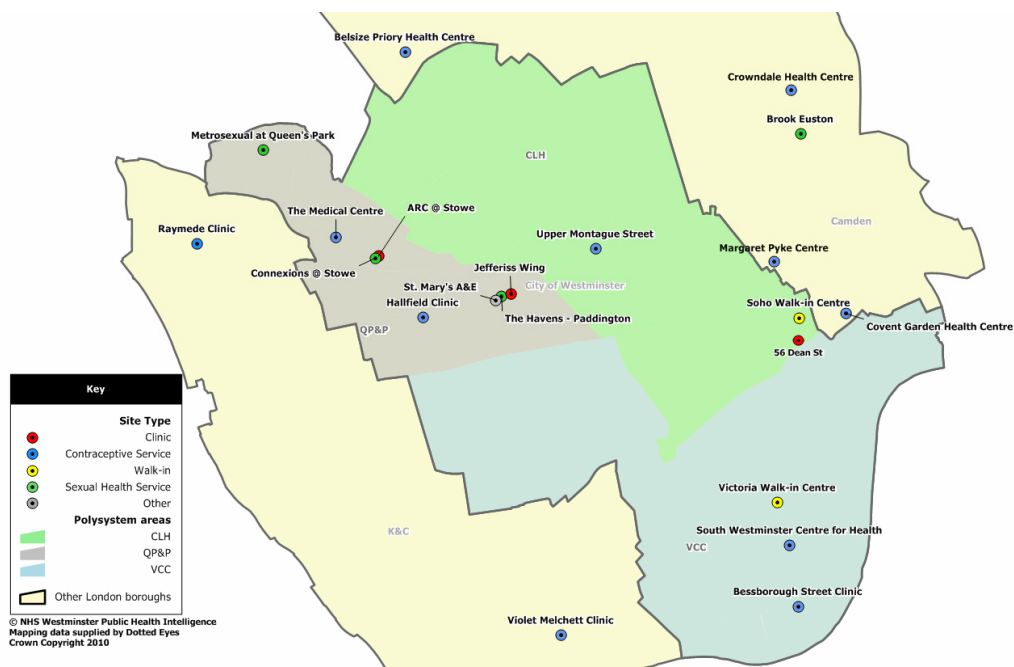 Belsize Priory Health Centre
Crowndale Health Centre
Brook Euston
Metrosexual at Queen's Park
CLH
ARC @ Stowe
The Medical Centre
Camden
Raymede Clinic
Upper Montague Street
Margaret Pyke Centre
Connexions @ Stowe
Jefferiss Wing
St. Mary's A&E
City of Westminster
Hallfield Clinic
Soho Walk-in Centre
The Havens - Paddington
Covent Garden Health Centre
QP&P
56 Dean St
Key
Site Type
Clinic
Contraceptive Service
Walk-in
Sexual Health Service
Other
Polysystem areas
CLH
QP&P
VCC
Other London boroughs
Victoria Walk-in Centre
South Westminster Centre for Health
K&C
VCC
Bessborough Street Clinic
Violet Melchett Clinic
© NHS Westminster Public Health Intelligence
Mapping data supplied by Dotted Eyes
Crown Copyright 2010